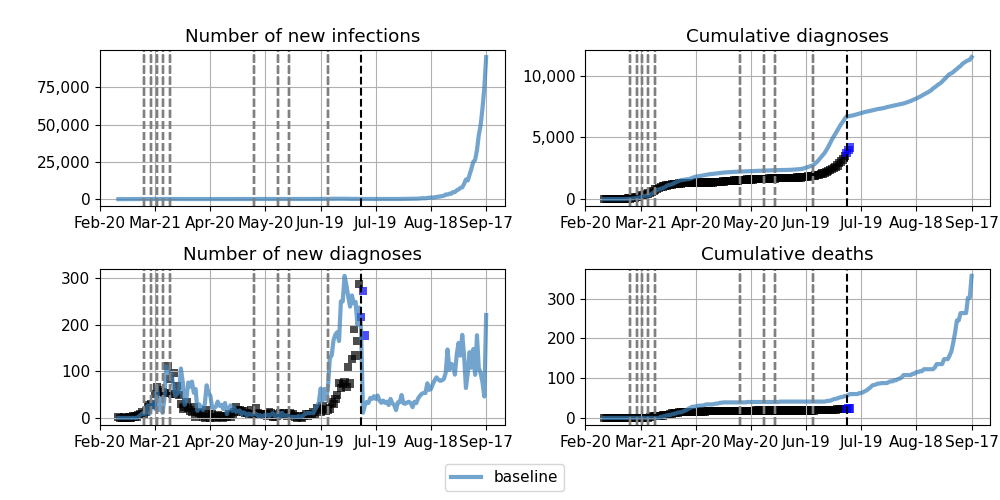 Number of new infections
75,000
50,000
25,000
0
Feb-20 Mar-21 Apr-20 May-20 Jun-19 Jul-19 Aug-18 Sep-17
Cumulative diagnoses
10,000
5,000
0
Feb-20 Mar-21 Apr-20 May-20 Jun-19 Jul-19 Aug-18 Sep-17
Number of new diagnoses
300
200
100
0
Feb-20 Mar-21 Apr-20 May-20 Jun-19 Jul-19 Aug-18 Sep-17
Cumulative deaths
300
200
100
0
Feb-20 Mar-21 Apr-20 May-20 Jun-19 Jul-19 Aug-18 Sep-17
baseline